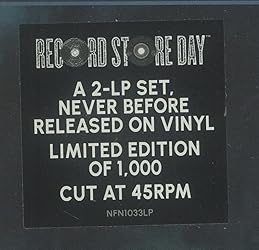 RECORD STORE DAY™
A 2-LP SET,
NEVER BEFORE
RELEASED ON VINYL
LIMITED EDITION
OF 1,000
CUT AT 45RPM
NFN1033LP